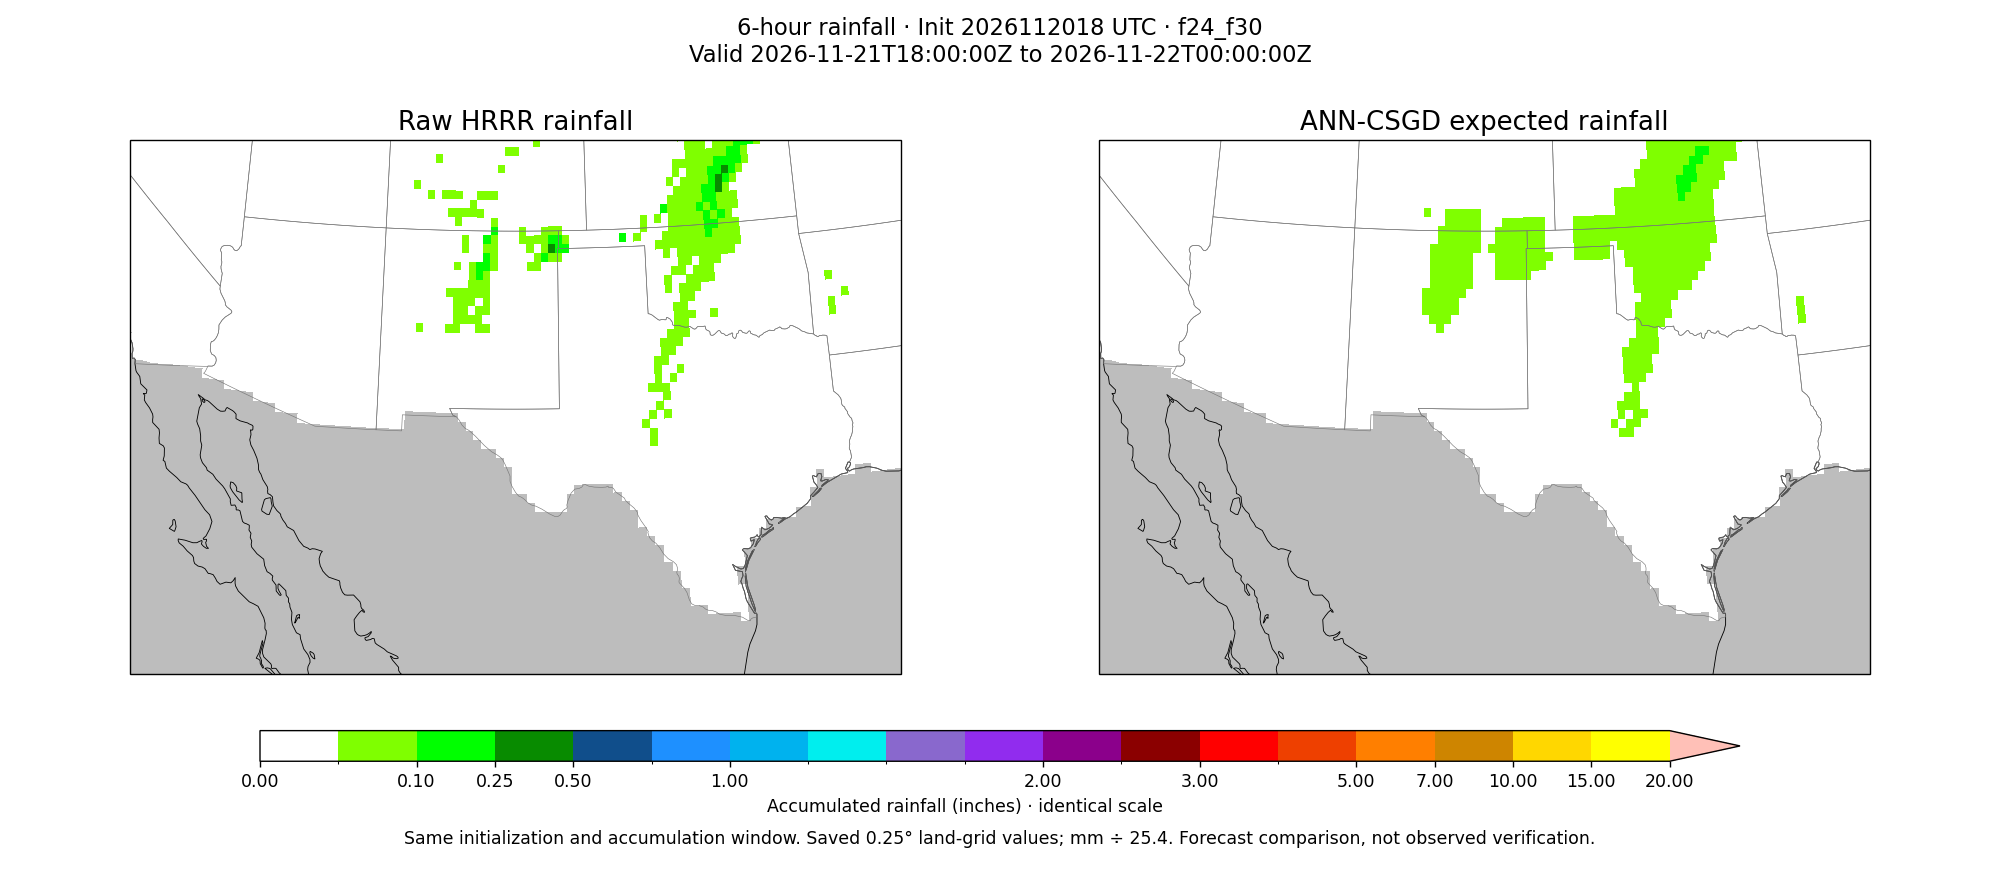 6-hour rainfall · Init 2026112018 UTC · f24_f30
Valid 2026-11-21T18:00:00Z to 2026-11-22T00:00:00Z
Raw HRRR rainfall
ANN-CSGD expected rainfall
0.00 0.10 0.25 0.50 1.00 2.00 3.00 5.00 7.00 10.00 15.00 20.00
Accumulated rainfall (inches) · identical scale
Same initialization and accumulation window. Saved 0.25° land-grid values; mm ÷ 25.4. Forecast comparison, not observed verification.